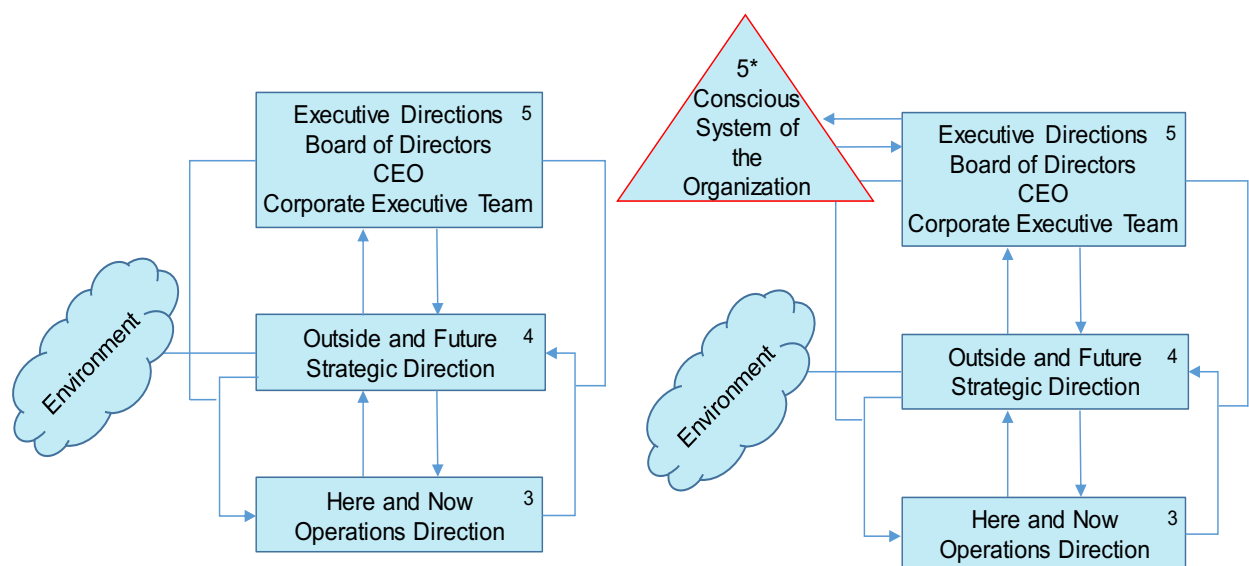 Executive Directions 5
Board of Directors
CEO
Corporate Executive Team
Environment
Outside and Future 4
Strategic Direction
Here and Now 3
Operations Direction
5*
Conscious
System of
the
Organization
Executive Directions 5
Board of Directors
CEO
Corporate Executive Team
Environment
Outside and Future 4
Strategic Direction
Here and Now 3
Operations Direction